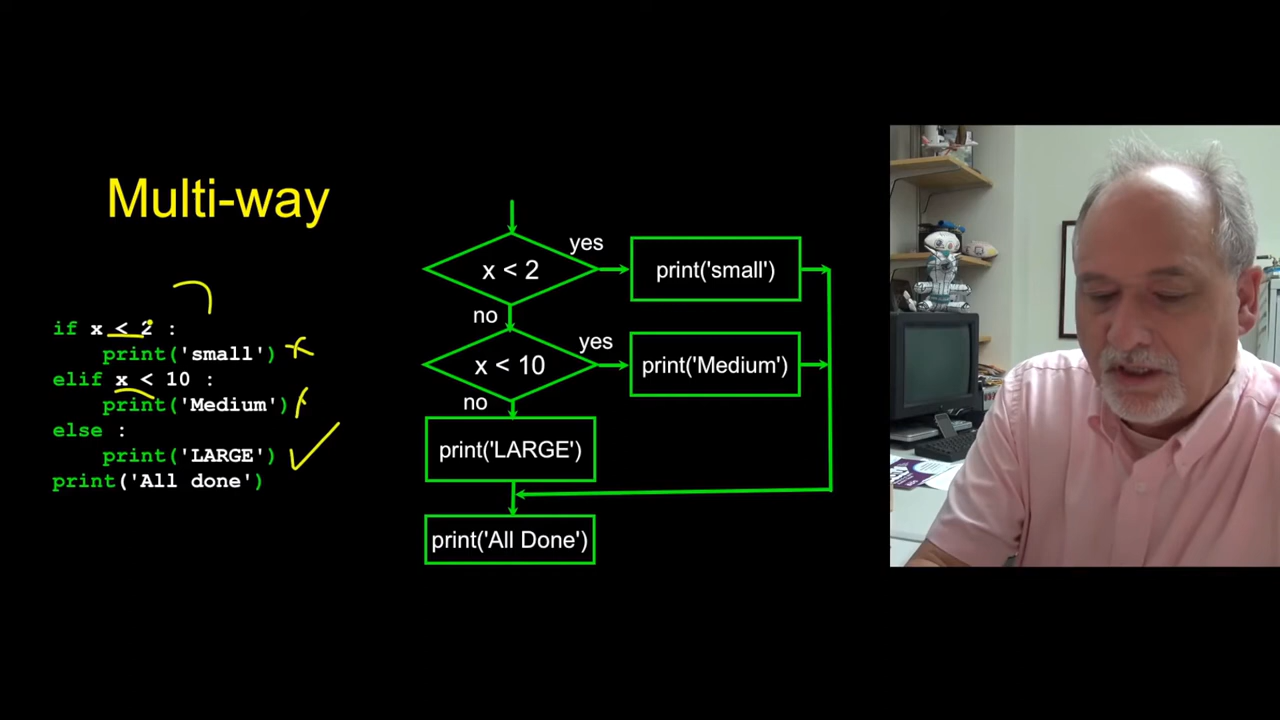 Multi-way
if x < 2 :
print('small')
elif x < 10 :
print('Medium')
else :
print('LARGE')
print('All done')
x < 2
yes
print('small')
no
x < 10
yes
print('Medium')
no
print('LARGE')
print('All Done')